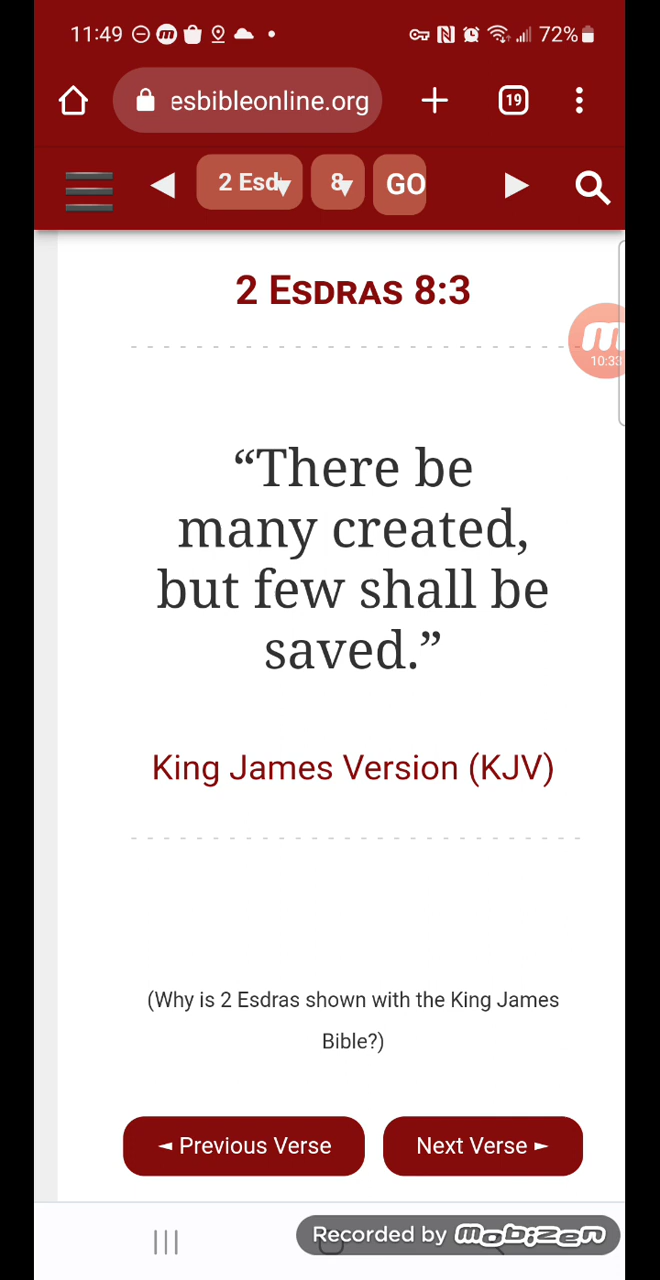 11:49 72%
esbibleonline.org 19
2 Esd 8 GO
2 ESDRAS 8:3
10:33
“There be
many created,
but few shall be
saved.”
King James Version (KJV)
(Why is 2 Esdras shown with the King James
Bible?)
◄ Previous Verse Next Verse ►
Recorded by mobizen